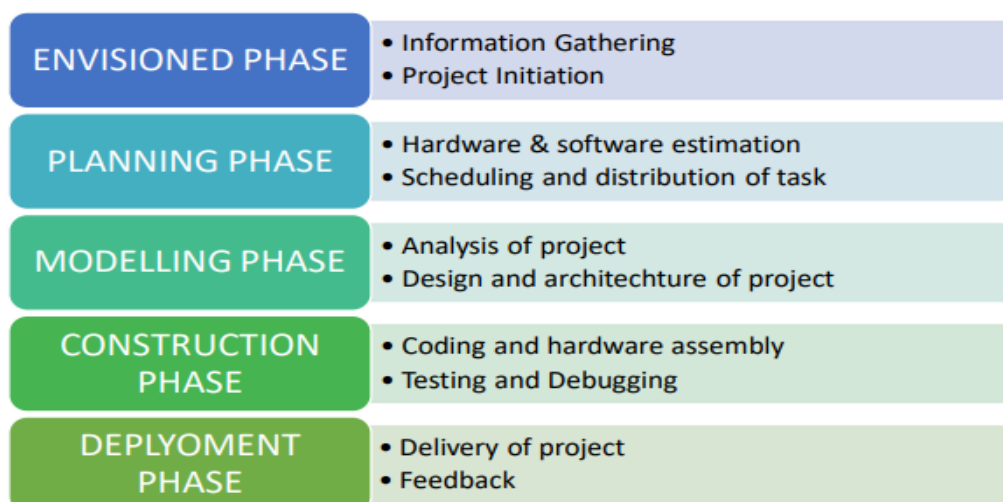 ENVISIONED PHASE
• Information Gathering
• Project Initiation
PLANNING PHASE
• Hardware & software estimation
• Scheduling and distribution of task
MODELLING PHASE
• Analysis of project
• Design and architechture of project
CONSTRUCTION
PHASE
• Coding and hardware assembly
• Testing and Debugging
DEPLYOMENT
PHASE
• Delivery of project
• Feedback